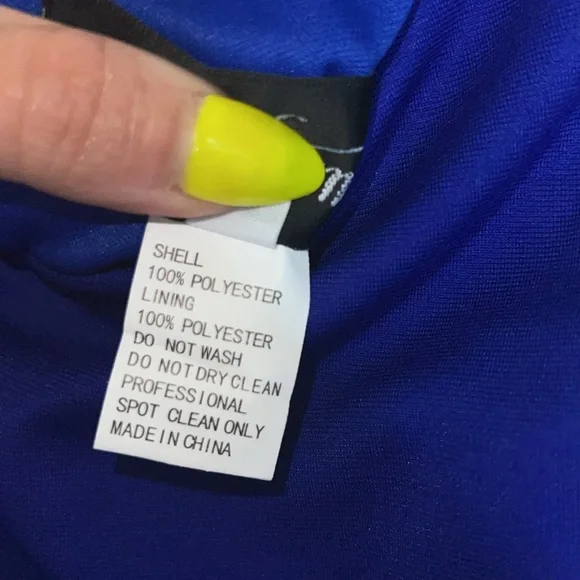 SHELL
100% POLYESTER
LINING
100% POLYESTER
DO NOT WASH
DO NOT DRY CLEAN
PROFESSIONAL
SPOT CLEAN ONLY
MADE IN CHINA